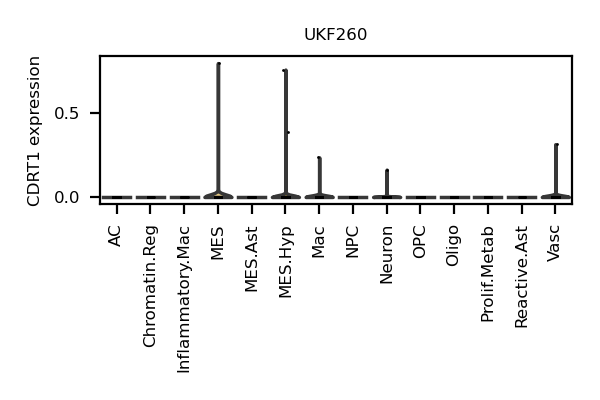 UKF260
CDRT1 expression
0.5
0.0
AC
Chromatin.Reg
Inflammatory.Mac
MES
MES.Ast
MES.Hyp
Mac
NPC
Neuron
OPC
Oligo
Prolif.Metab
Reactive.Ast
Vasc